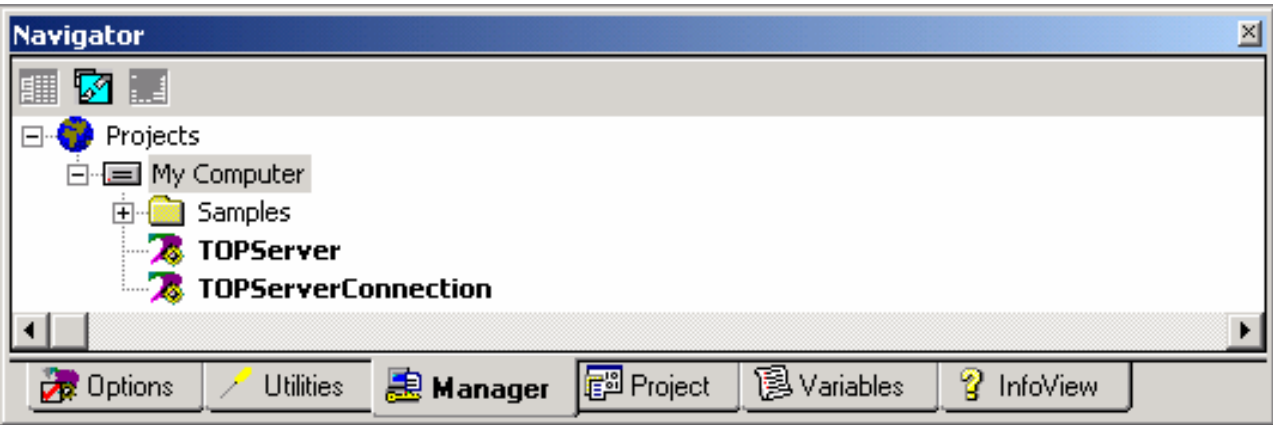 Navigator
Projects
My Computer
Samples
TOPServer
TOPServerConnection
Options Utilities Manager Project Variables InfoView